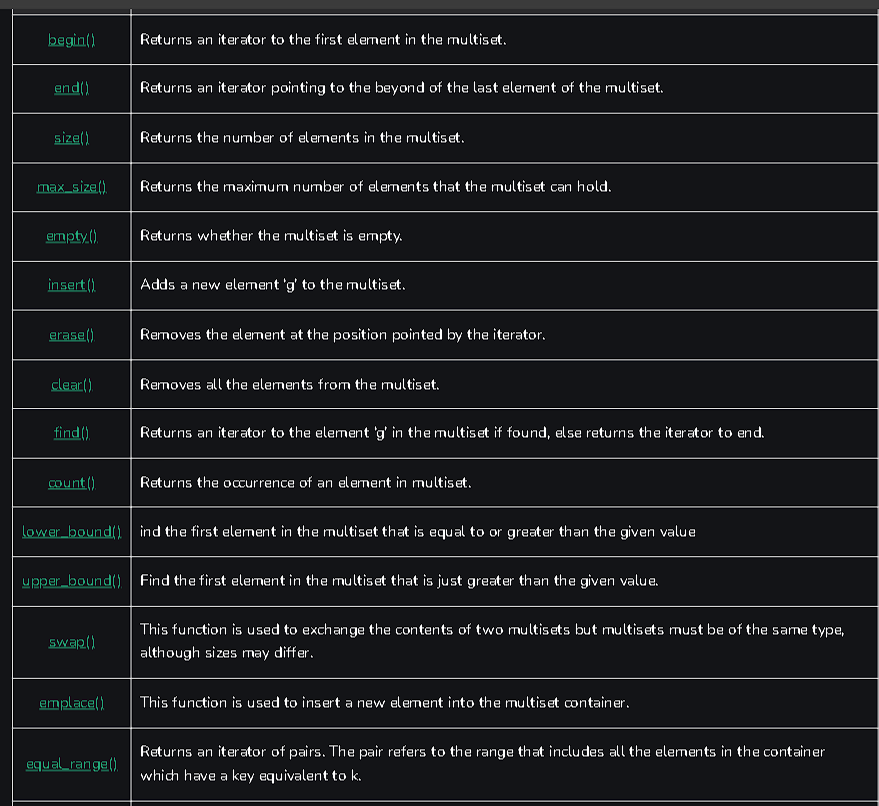 begin() Returns an iterator to the first element in the multiset.
end() Returns an iterator pointing to the beyond of the last element of the multiset.
size() Returns the number of elements in the multiset.
max_size() Returns the maximum number of elements that the multiset can hold.
empty() Returns whether the multiset is empty.
insert() Adds a new element ‘g’ to the multiset.
erase() Removes the element at the position pointed by the iterator.
clear() Removes all the elements from the multiset.
find() Returns an iterator to the element ‘g’ in the multiset if found, else returns the iterator to end.
count() Returns the occurrence of an element in multiset.
lower_bound() ind the first element in the multiset that is equal to or greater than the given value
upper_bound() Find the first element in the multiset that is just greater than the given value.
swap() This function is used to exchange the contents of two multisets but multisets must be of the same type,
although sizes may differ.
emplace() This function is used to insert a new element into the multiset container.
equal_range() Returns an iterator of pairs. The pair refers to the range that includes all the elements in the container
which have a key equivalent to k.